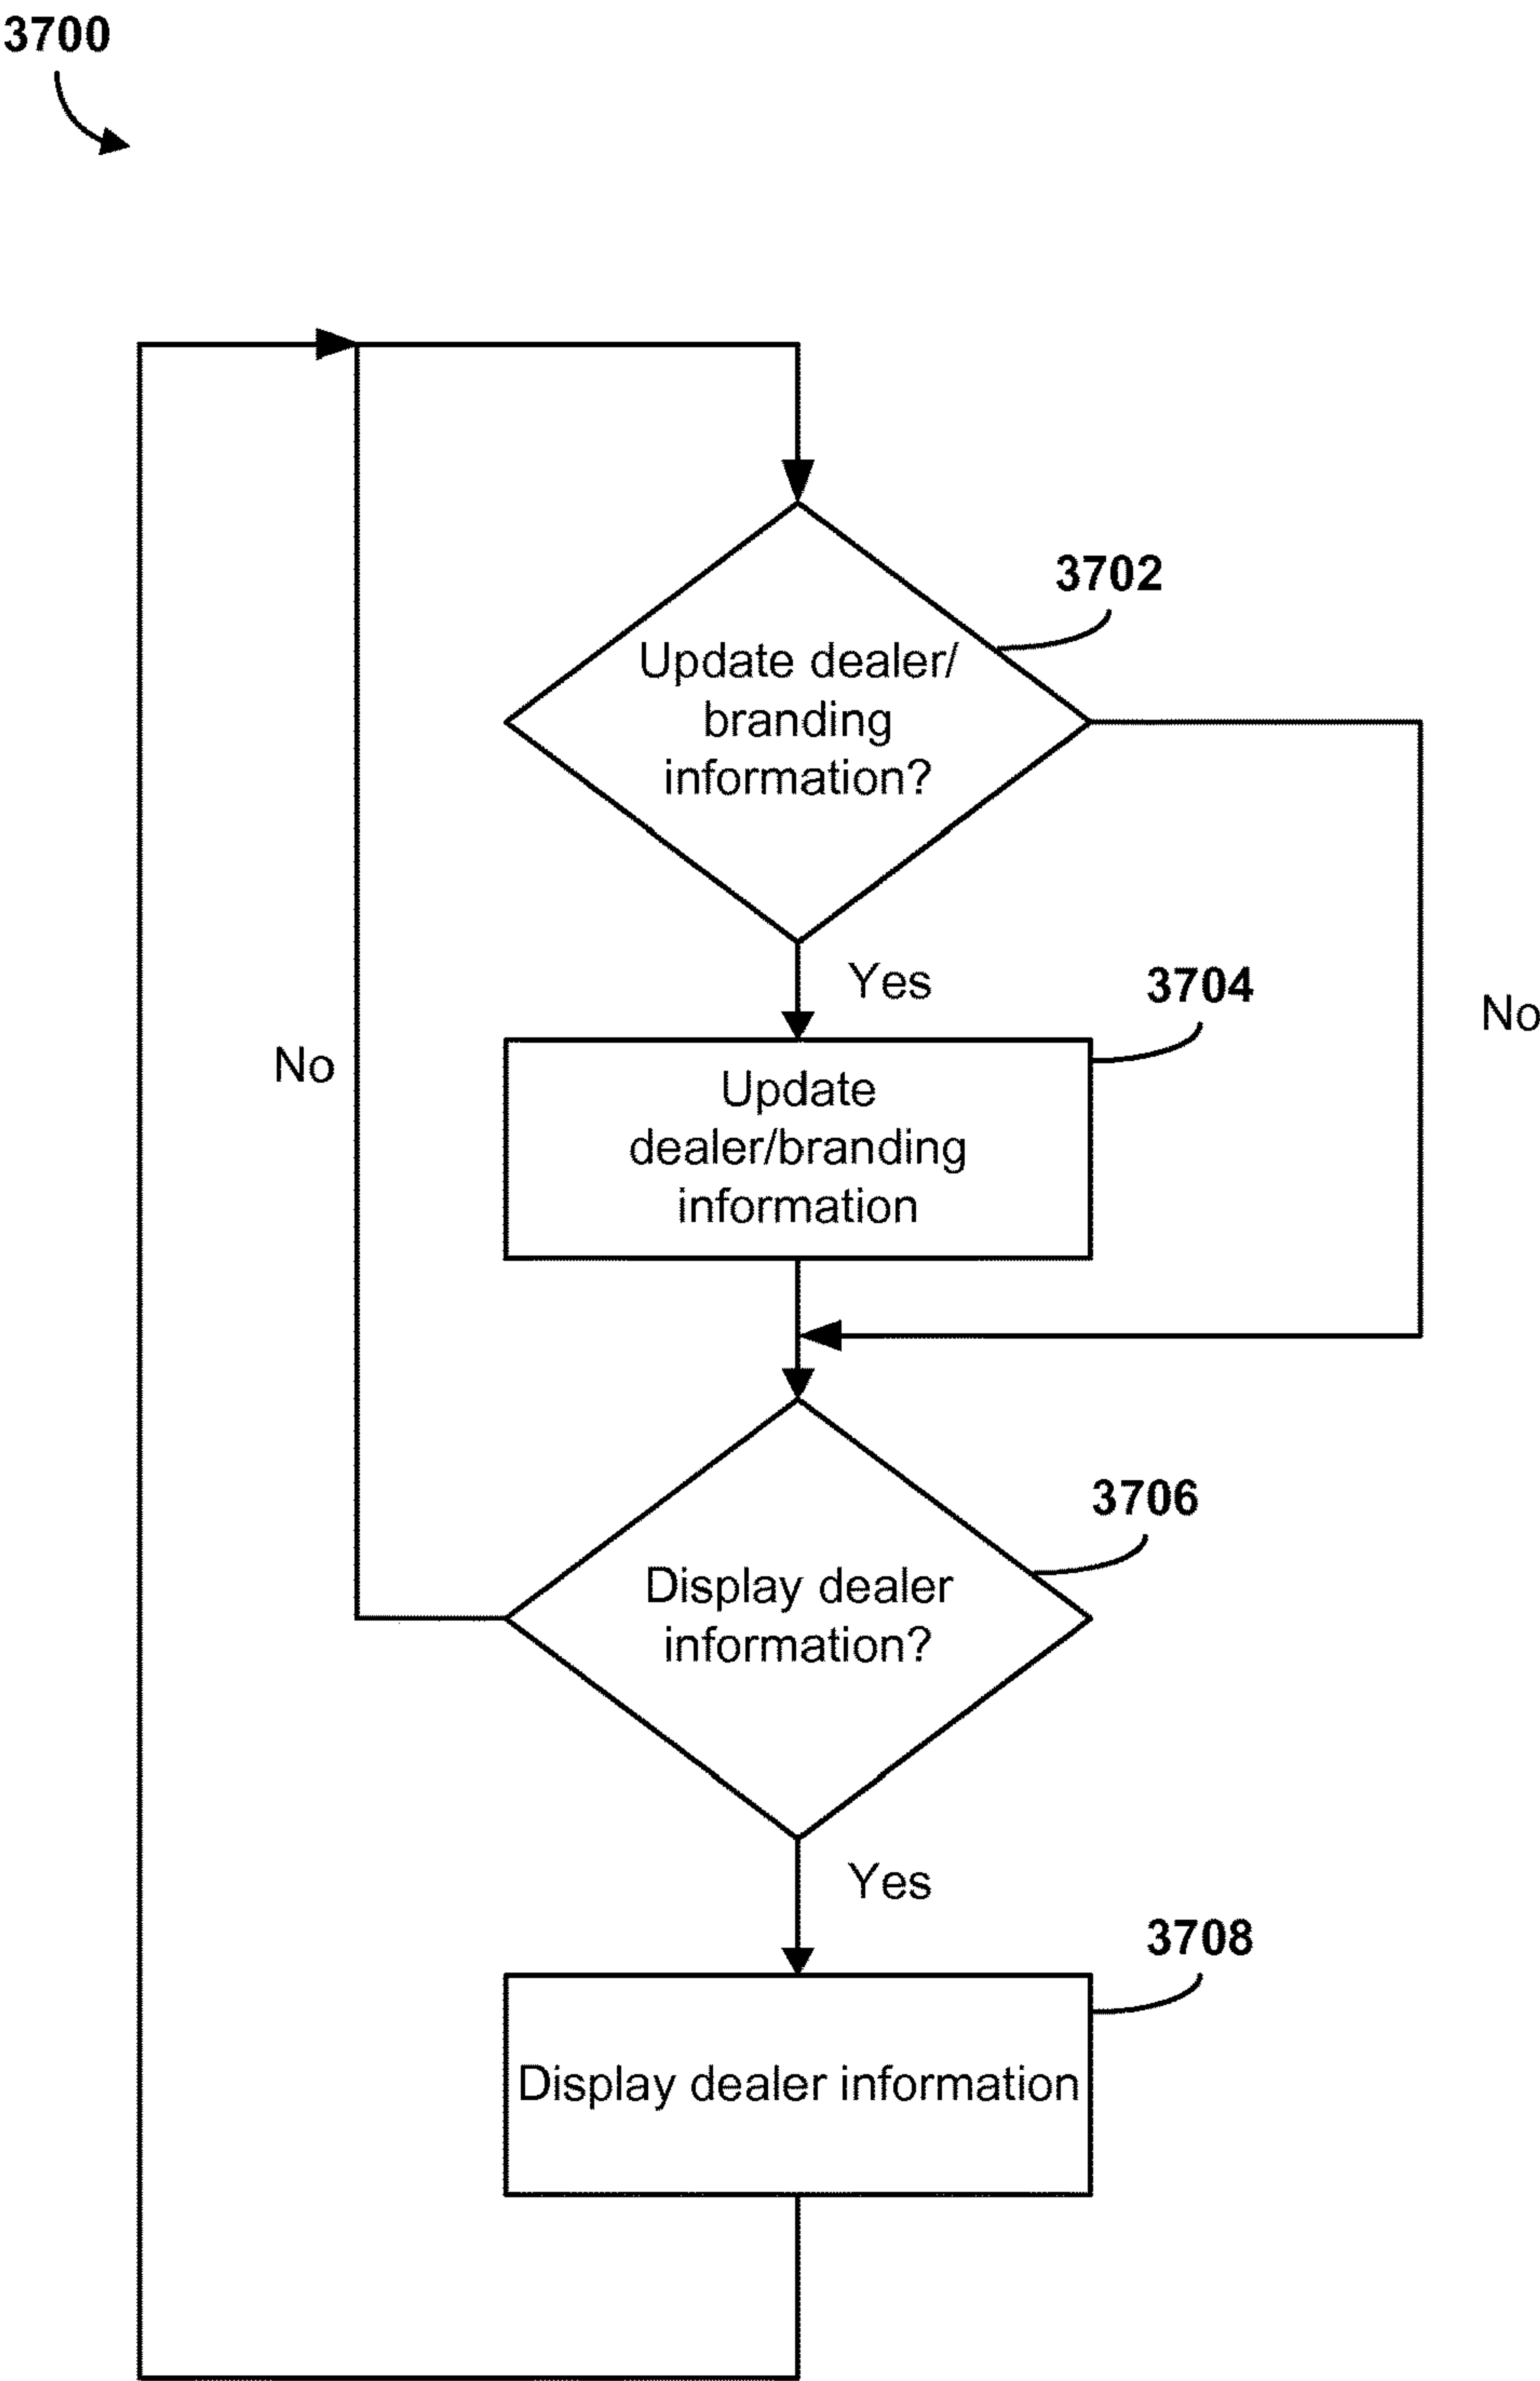 3700
3702
Update dealer/
branding
information?
Yes
3704
No
No
Update
dealer/branding
information
3706
Display dealer
information?
Yes
3708
Display dealer information